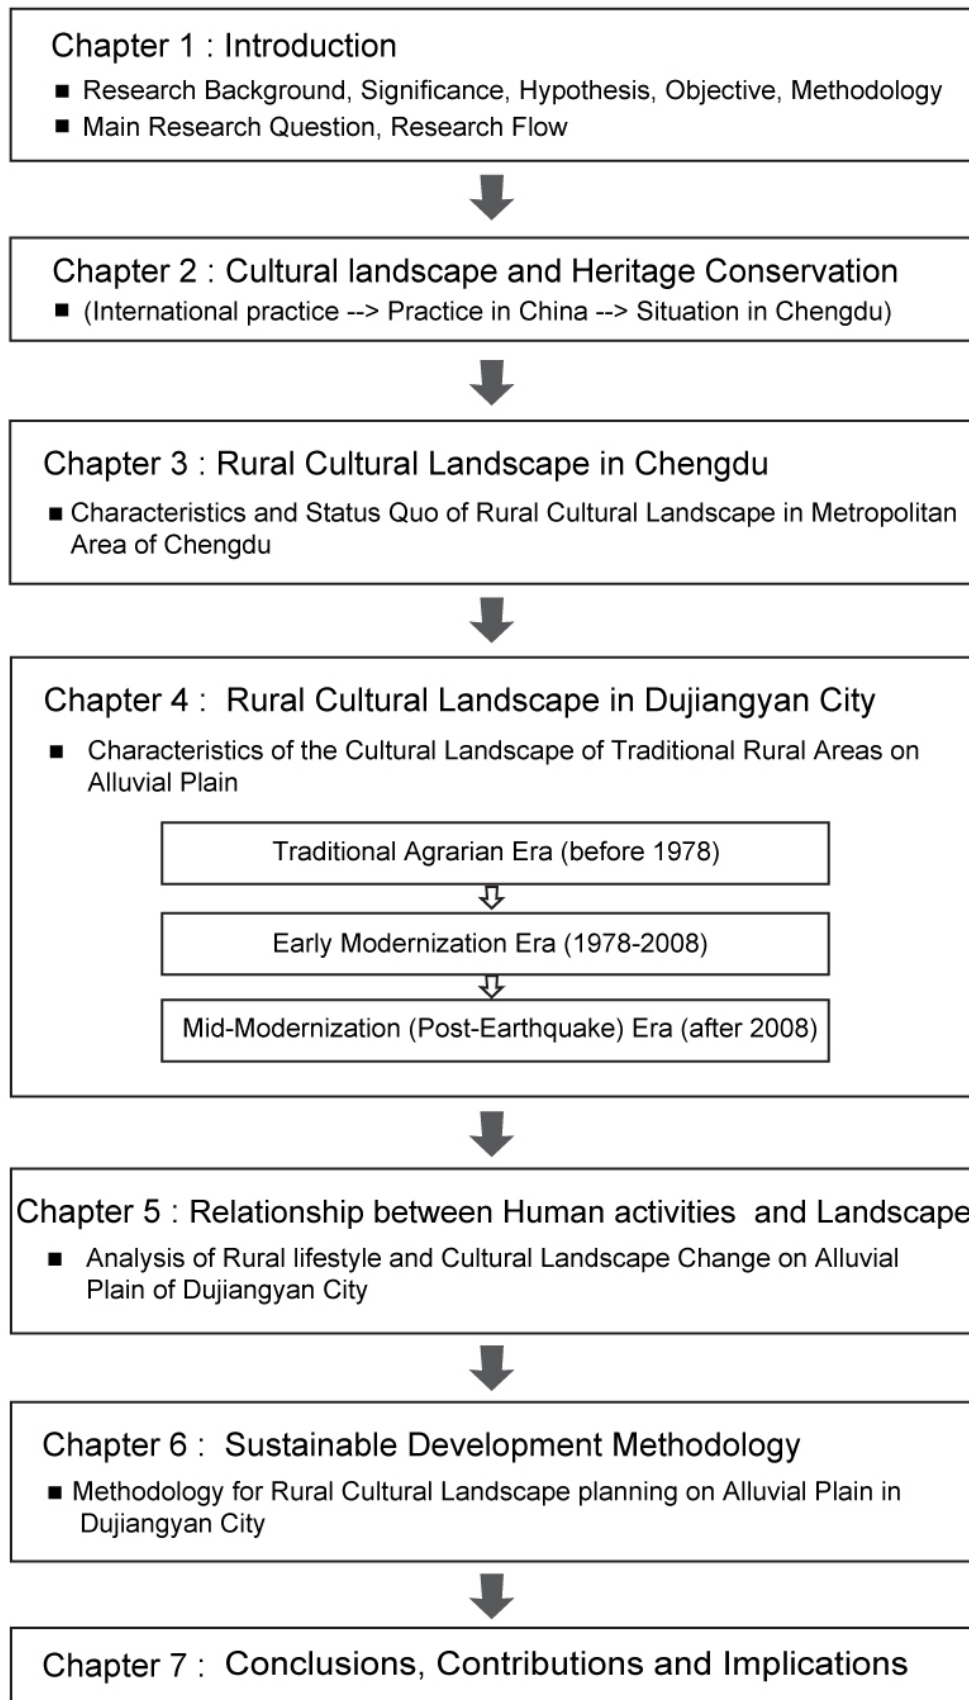 Chapter 1 : Introduction
■ Research Background, Significance, Hypothesis, Objective, Methodology
■ Main Research Question, Research Flow
Chapter 2 : Cultural landscape and Heritage Conservation
■ (International practice --> Practice in China --> Situation in Chengdu)
Chapter 3 : Rural Cultural Landscape in Chengdu
■ Characteristics and Status Quo of Rural Cultural Landscape in Metropolitan
Area of Chengdu
Chapter 4 : Rural Cultural Landscape in Dujiangyan City
■ Characteristics of the Cultural Landscape of Traditional Rural Areas on
Alluvial Plain
Traditional Agrarian Era (before 1978)
Early Modernization Era (1978-2008)
Mid-Modernization (Post-Earthquake) Era (after 2008)
Chapter 5 : Relationship between Human activities and Landscape
■ Analysis of Rural lifestyle and Cultural Landscape Change on Alluvial
Plain of Dujiangyan City
Chapter 6 : Sustainable Development Methodology
■ Methodology for Rural Cultural Landscape planning on Alluvial Plain in
Dujiangyan City
Chapter 7 : Conclusions, Contributions and Implications